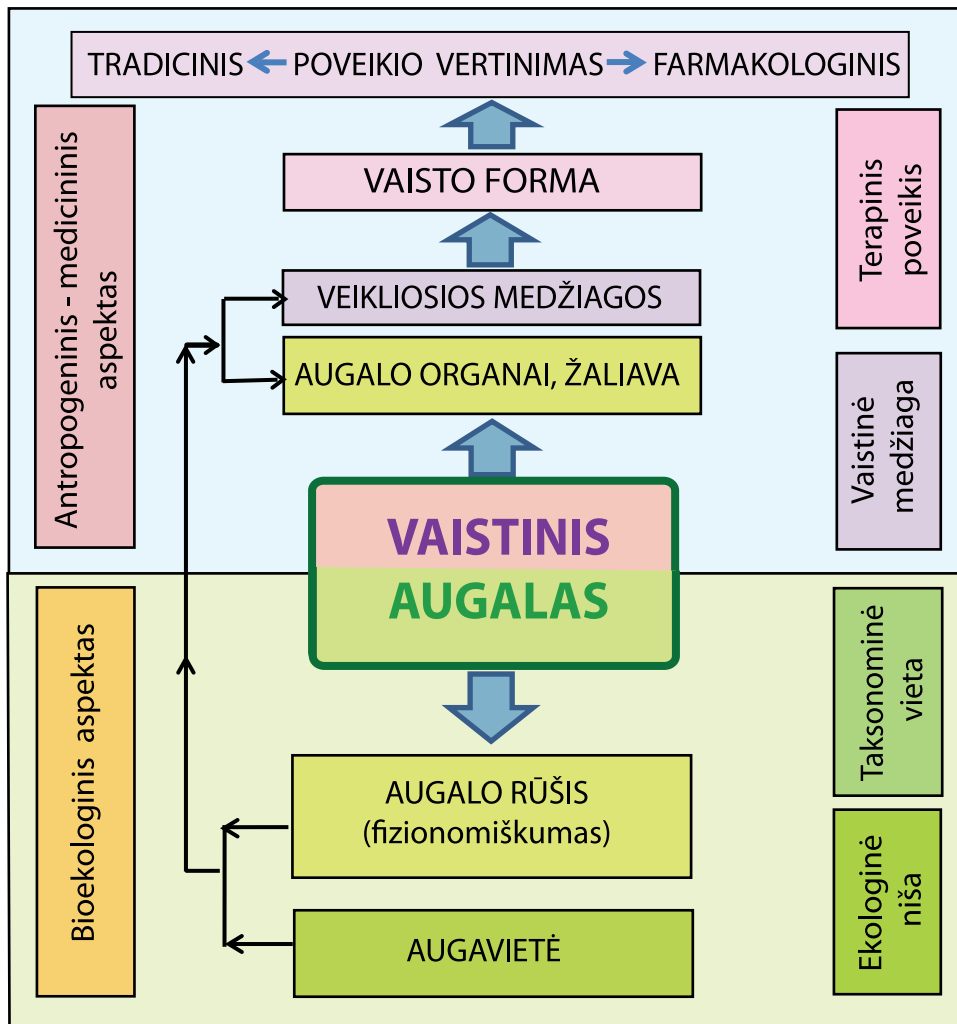 TRADICINIS POVEIKIO VERTINIMAS FARMAKOLOGINIS
Antropogeninis - medicininis
aspektas
VAISTO FORMA
Terapinis
poveikis
VEIKLIOSIOS MEDŽIAGOS
AUGALO ORGANAI, ŽALIAVA
Vaistinė
medžiaga
VAISTINIS
AUGALAS
Bioekologinis aspektas
Taksonominė
vieta
AUGALO RŪŠIS
(fizionomiškumas)
AUGAVIETĖ
Ekologinė
niša